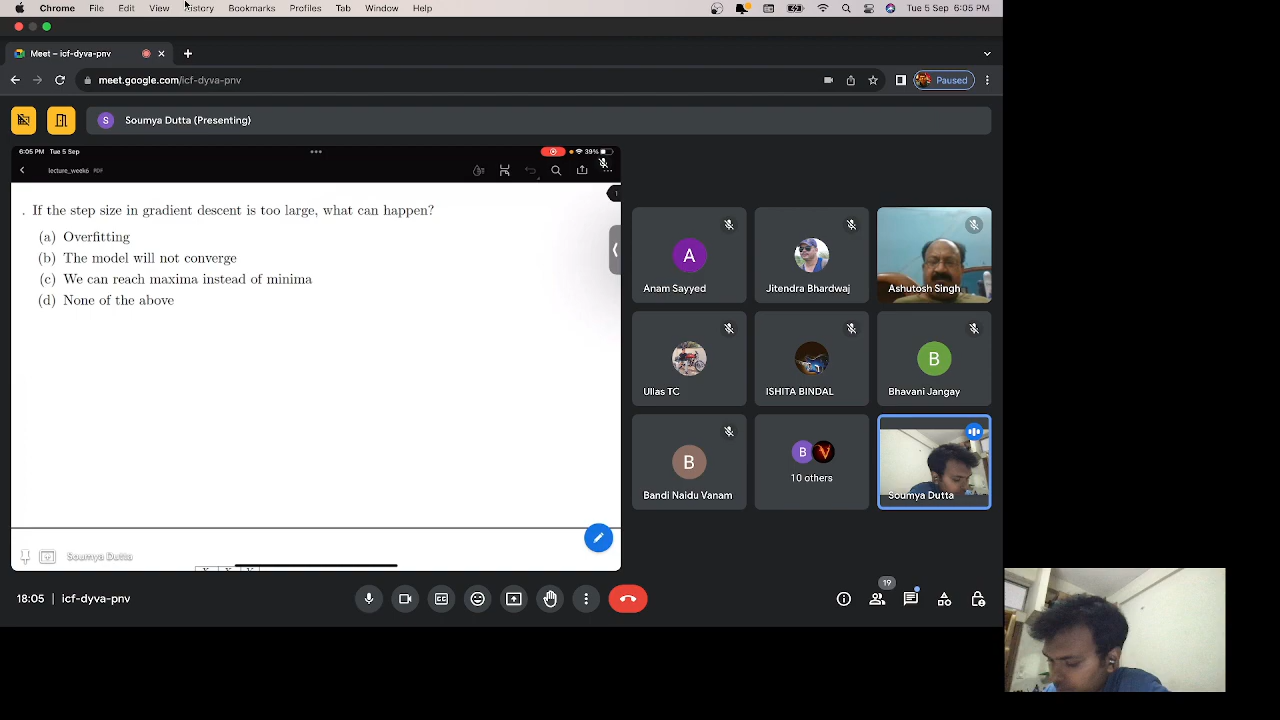 Chrome File Edit View History Bookmarks Profiles Tab Window Help Tue 5 Sep 6:05 PM
Meet – icf-dyva-pnv
meet.google.com/icf-dyva-pnv Paused
S Soumya Dutta (Presenting)
6:05 PM Tue 5 Sep 39%
lecture_week6 PDF
1
. If the step size in gradient descent is too large, what can happen?
(a) Overfitting
(b) The model will not converge
(c) We can reach maxima instead of minima
(d) None of the above
Soumya Dutta
A
Anam Sayyed
Jitendra Bhardwaj
Ashutosh Singh
Ullas TC
ISHITA BINDAL
B
Bhavani Jangay
B
Bandi Naidu Vanam
B
10 others
Soumya Dutta
18:05 | icf-dyva-pnv
19